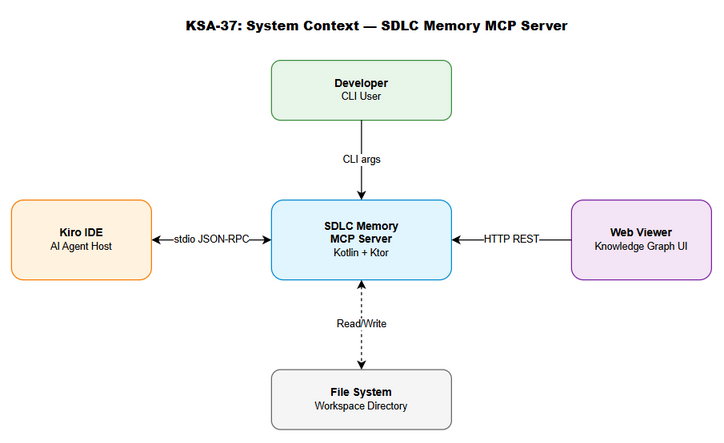 KSA-37: System Context — SDLC Memory MCP Server
Developer
CLI User
CLI args
Kiro IDE
AI Agent Host
stdio JSON-RPC
SDLC Memory
MCP Server
Kotlin + Ktor
HTTP REST
Web Viewer
Knowledge Graph UI
Read/Write
File System
Workspace Directory